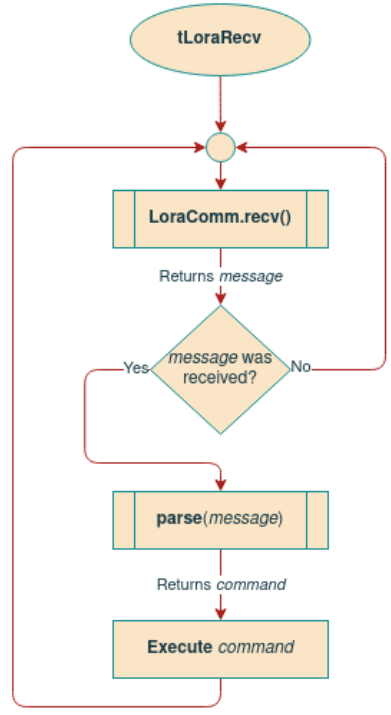 tLoraRecv
LoraComm.recv()
Returns message
message was
received?
Yes
No
parse(message)
Returns command
Execute command